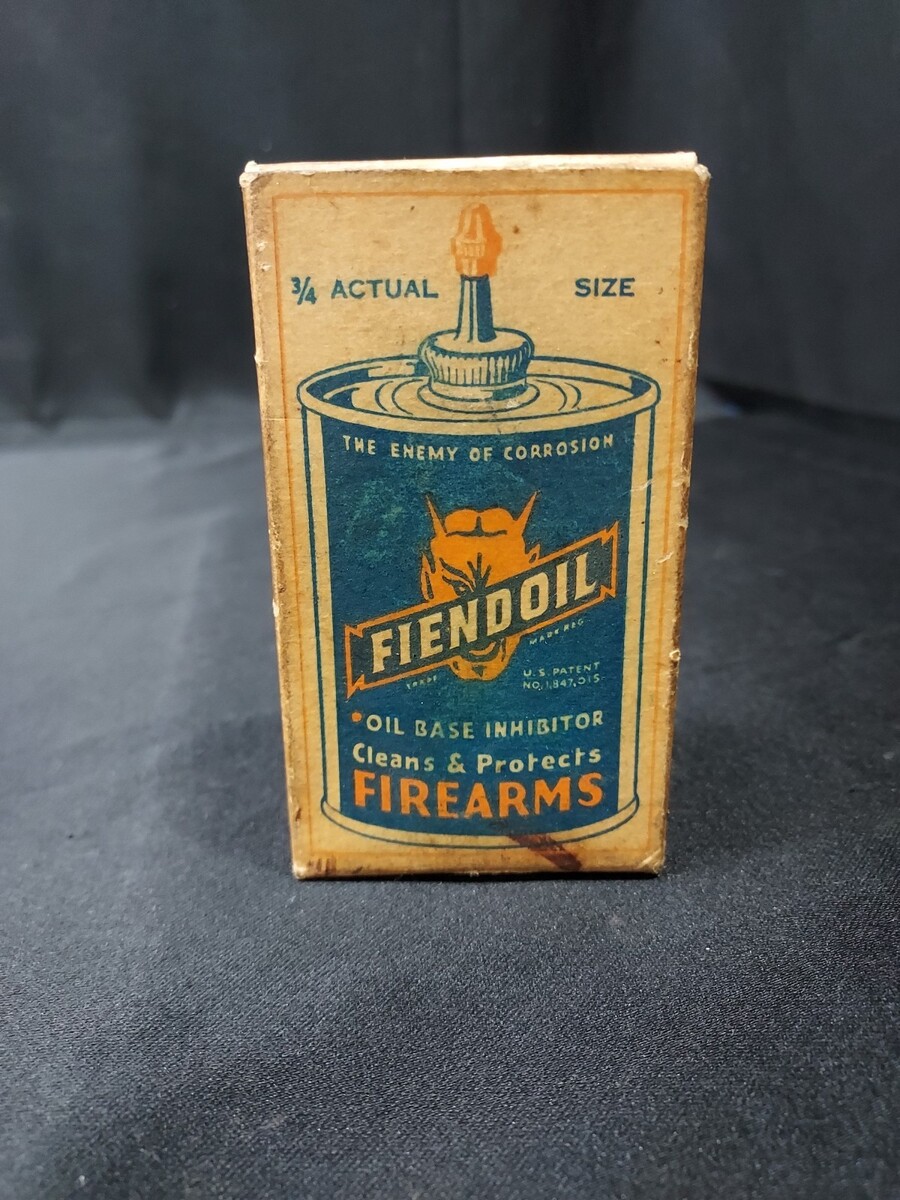 3/4 ACTUAL SIZE
THE ENEMY OF CORROSION
FIENDOIL
TRADE MARK REG
U.S. PATENT
NO. 1,847,015
OIL BASE INHIBITOR
Cleans & Protects
FIREARMS